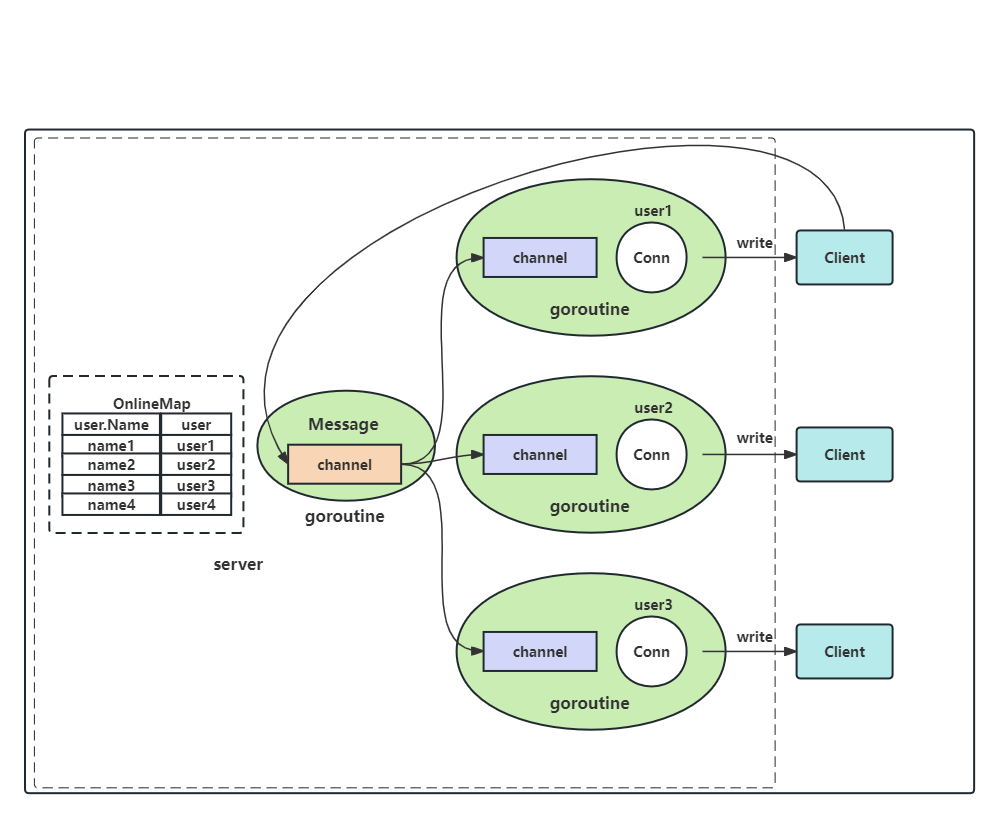 user1
write
channel
Conn
Client
goroutine
OnlineMap
user.Name user
name1 user1
name2 user2
name3 user3
name4 user4
Message
channel
goroutine
server
user2
write
channel
Conn
Client
goroutine
user3
write
channel
Conn
Client
goroutine